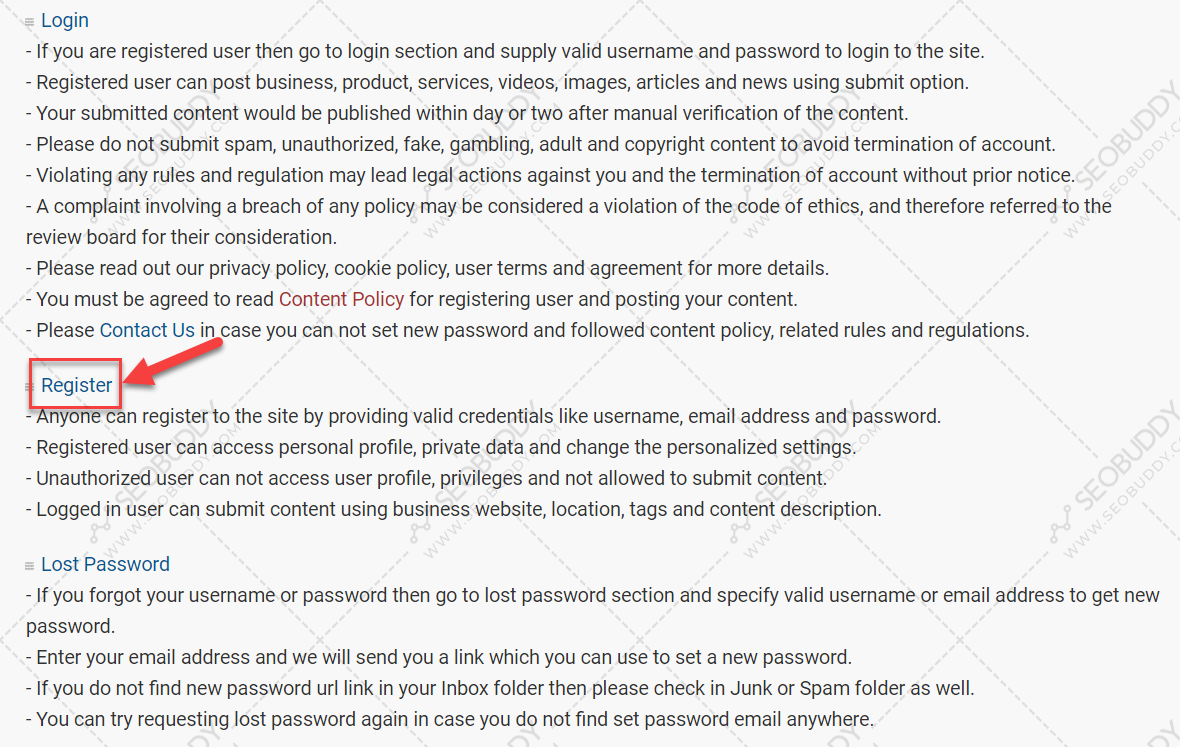 Login
- If you are registered user then go to login section and supply valid username and password to login to the site.
- Registered user can post business, product, services, videos, images, articles and news using submit option.
- Your submitted content would be published within day or two after manual verification of the content.
- Please do not submit spam, unauthorized, fake, gambling, adult and copyright content to avoid termination of account.
- Violating any rules and regulation may lead legal actions against you and the termination of account without prior notice.
- A complaint involving a breach of any policy may be considered a violation of the code of ethics, and therefore referred to the
review board for their consideration.
- Please read out our privacy policy, cookie policy, user terms and agreement for more details.
- You must be agreed to read Content Policy for registering user and posting your content.
- Please Contact Us in case you can not set new password and followed content policy, related rules and regulations.
Register
- Anyone can register to the site by providing valid credentials like username, email address and password.
- Registered user can access personal profile, private data and change the personalized settings.
- Unauthorized user can not access user profile, privileges and not allowed to submit content.
- Logged in user can submit content using business website, location, tags and content description.
Lost Password
- If you forgot your username or password then go to lost password section and specify valid username or email address to get new
password.
- Enter your email address and we will send you a link which you can use to set a new password.
- If you do not find new password url link in your Inbox folder then please check in Junk or Spam folder as well.
- You can try requesting lost password again in case you do not find set password email anywhere.
SEOBUDDY
WWW.SEOBUDDY.COM